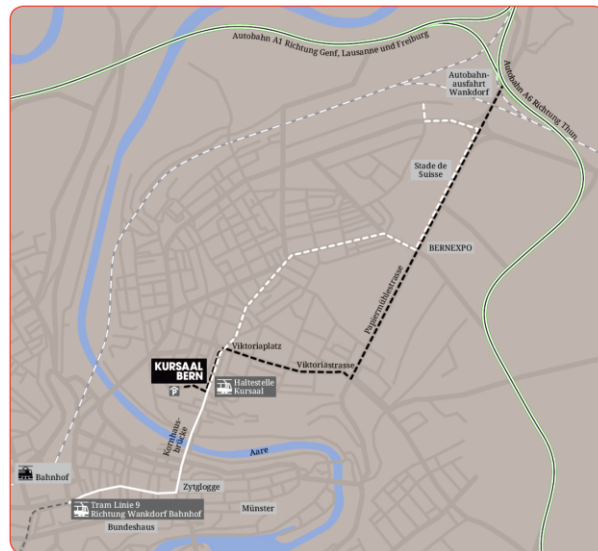 Autobahn A1 Richtung Genf, Lausanne und Freiburg
Autobahn-
ausfahrt
Wankdorf
Autobahn A6 Richtung Thun
Stade de
Suisse
BERNEXPO
Papiermühlestrasse
Viktoriaplatz
Viktoriastrasse
KURSAAL
BERN
P
Haltestelle
Kursaal
Kornhaus-
brücke
Aare
Bahnhof
Zytglogge
Münster
Tram Linie 9
Richtung Wankdorf Bahnhof
Bundeshaus